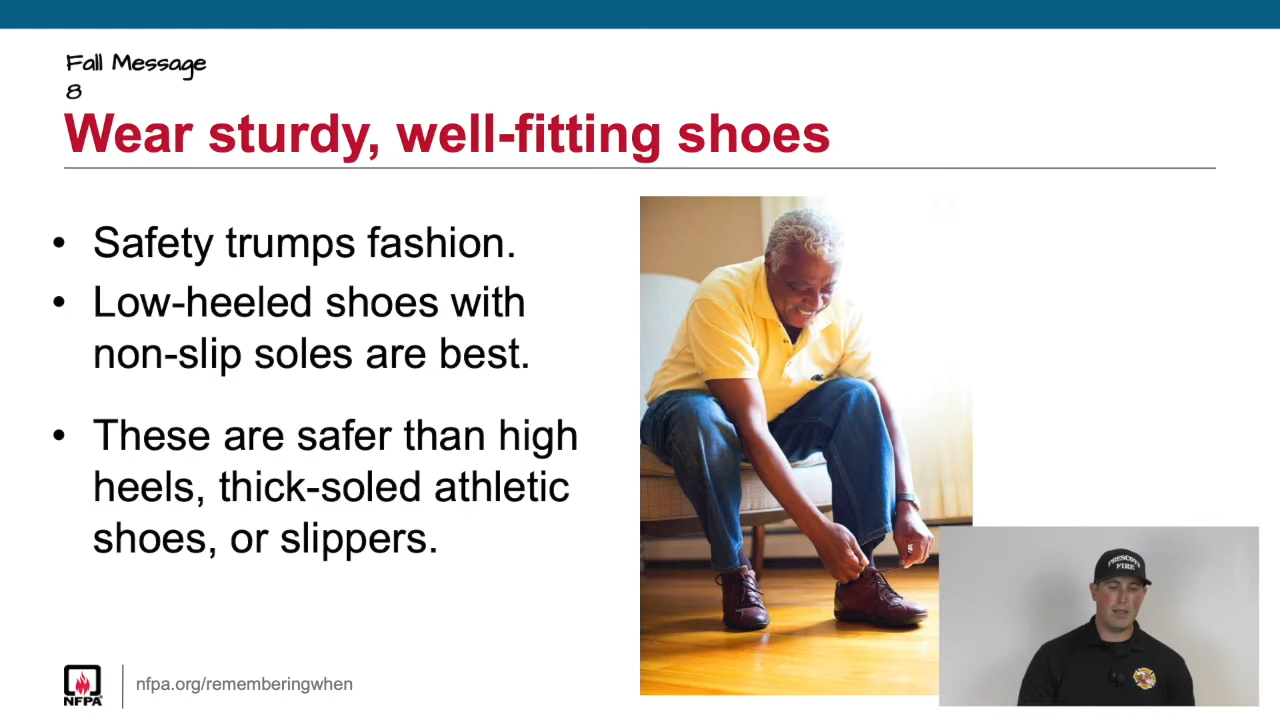 Fall Message
8
Wear sturdy, well-fitting shoes
• Safety trumps fashion.
• Low-heeled shoes with
non-slip soles are best.
• These are safer than high
heels, thick-soled athletic
shoes, or slippers.
PRESCOTT
FIRE
NFPA
nfpa.org/rememberingwhen